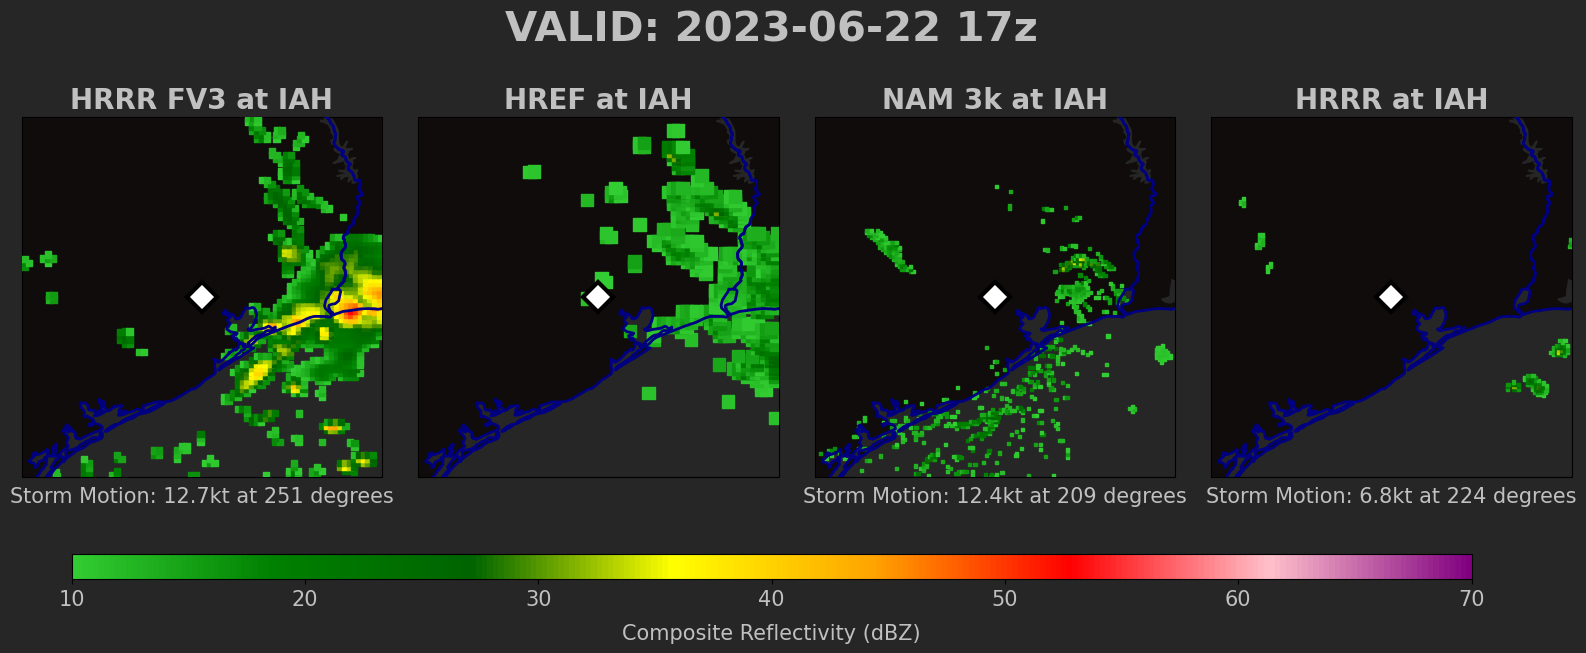 VALID: 2023-06-22 17z
HRRR FV3 at IAH
HREF at IAH
NAM 3k at IAH
HRRR at IAH
Storm Motion: 12.7kt at 251 degrees
Storm Motion: 12.4kt at 209 degrees
Storm Motion: 6.8kt at 224 degrees
10 20 30 40 50 60 70
Composite Reflectivity (dBZ)